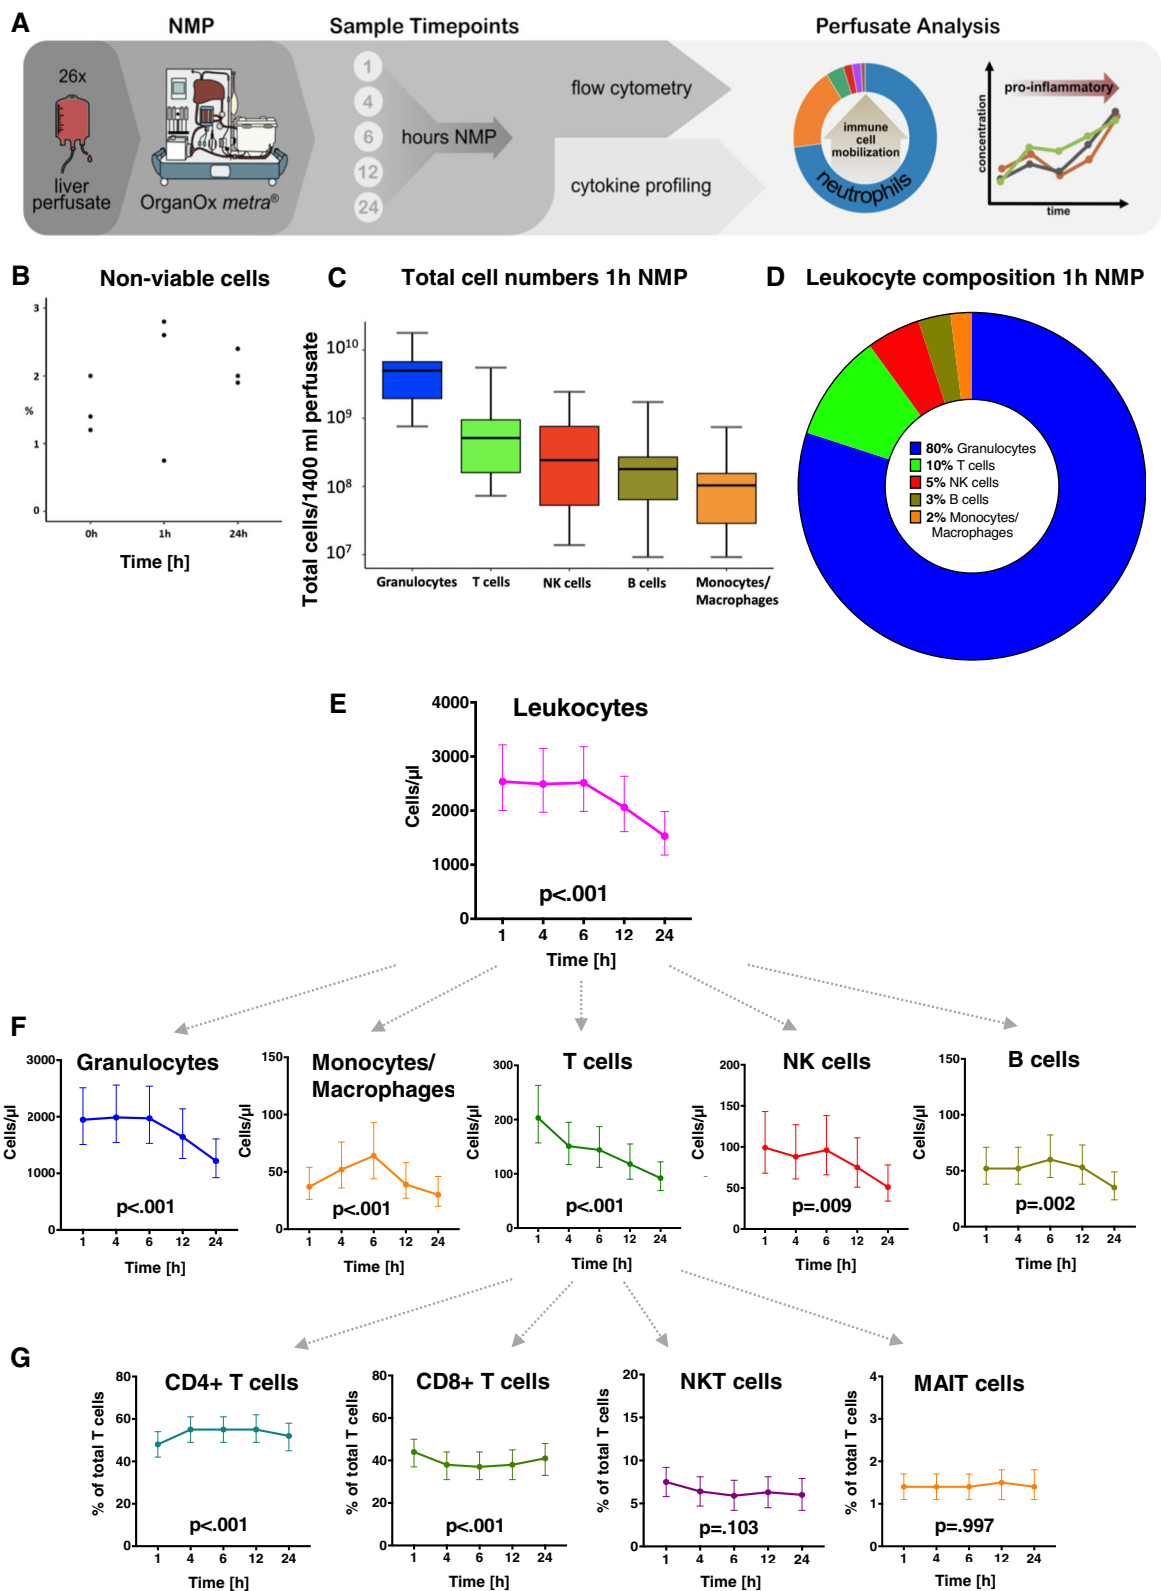 A
NMP
Sample Timepoints
Perfusate Analysis
26x
liver
perfusate
OrganOx metra®
1
4
6
12
24
hours NMP
flow cytometry
cytokine profiling
immune
cell
mobilization
neutrophils
concentration
pro-inflammatory
time
B
Non-viable cells
3
2
%
1
0
0h
1h
24h
Time [h]
C
Total cell numbers 1h NMP
Total cells/1400 ml perfusate
10¹⁰
10⁹
10⁸
10⁷
Granulocytes
T cells
NK cells
B cells
Monocytes/
Macrophages
D
Leukocyte composition 1h NMP
80% Granulocytes
10% T cells
5% NK cells
3% B cells
2% Monocytes/
Macrophages
E
Leukocytes
Cells/µl
4000
3000
2000
1000
0
p<.001
1 4 6 12 24
Time [h]
F
Granulocytes
Cells/µl
3000
2000
1000
0
p<.001
1 4 6 12 24
Time [h]
Monocytes/
Macrophages
Cells/µl
150
100
50
0
p<.001
1 4 6 12 24
Time [h]
T cells
Cells/µl
300
200
100
0
p<.001
1 4 6 12 24
Time [h]
NK cells
Cells/µl
200
150
100
50
0
p=.009
1 4 6 12 24
Time [h]
B cells
Cells/µl
150
100
50
0
p=.002
1 4 6 12 24
Time [h]
G
CD4+ T cells
% of total T cells
80
60
40
20
0
p<.001
1 4 6 12 24
Time [h]
CD8+ T cells
% of total T cells
80
60
40
20
0
p<.001
1 4 6 12 24
Time [h]
NKT cells
% of total T cells
20
15
10
5
0
p=.103
1 4 6 12 24
Time [h]
MAIT cells
% of total T cells
4
3
2
1
0
p=.997
1 4 6 12 24
Time [h]